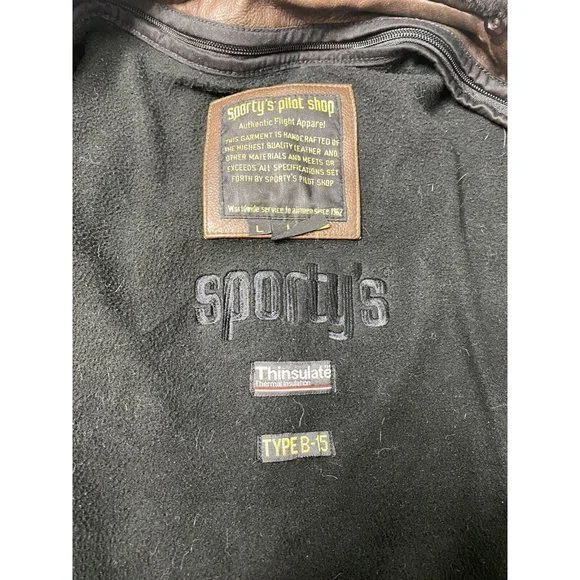 sporty's pilot shop
Authentic Flight Apparel
THIS GARMENT IS HANDCRAFTED OF
THE HIGHEST QUALITY LEATHER AND
OTHER MATERIALS AND MEETS OR
EXCEEDS ALL SPECIFICATIONS SET
FORTH BY SPORTY'S PILOT SHOP
Worldwide service to airmen since 1962
L
sporty's
Thinsulate
Thermal Insulation
TYPE B-15